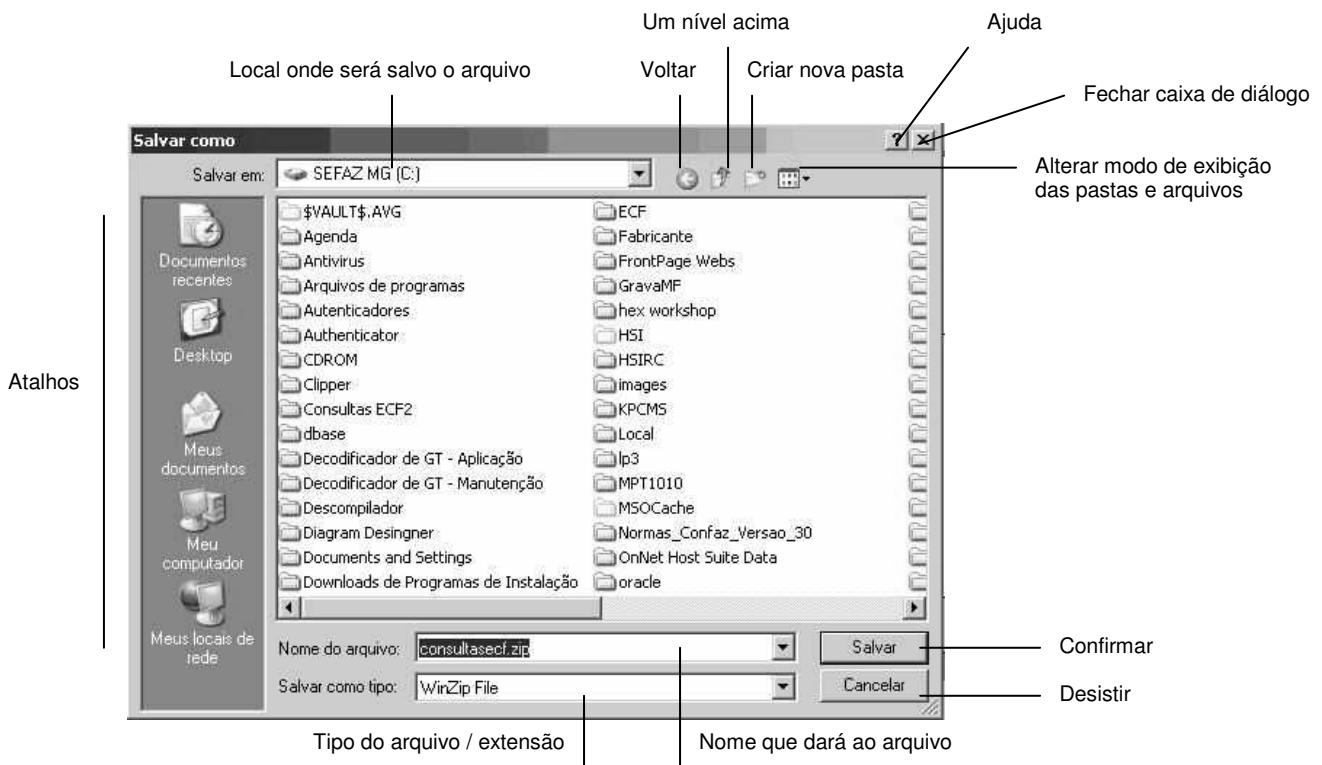 Um nível acima
Ajuda
Local onde será salvo o arquivo
Voltar
Criar nova pasta
Fechar caixa de diálogo
Salvar como
Salvar em:
SEFAZ MG (C:)
Alterar modo de exibição
das pastas e arquivos
Atalhos
Documentos
recentes
Desktop
Meus
documentos
Meu
computador
Meus locais de
rede
$VAULT$.AVG
Agenda
Antivirus
Arquivos de programas
Autenticadores
Authenticator
CDROM
Clipper
Consultas ECF2
dbase
Decodificador de GT - Aplicação
Decodificador de GT - Manutenção
Descompilador
Diagram Desingner
Documents and Settings
Downloads de Programas de Instalação
ECF
Fabricante
FrontPage Webs
GravaMF
hex workshop
HSI
HSIRC
images
KPCMS
Local
lp3
MPT1010
MSOCache
Normas_Confaz_Versao_30
OnNet Host Suite Data
oracle
Nome do arquivo:
consultasecf.zip
Salvar
Confirmar
Salvar como tipo:
WinZip File
Cancelar
Desistir
Tipo do arquivo / extensão
Nome que dará ao arquivo